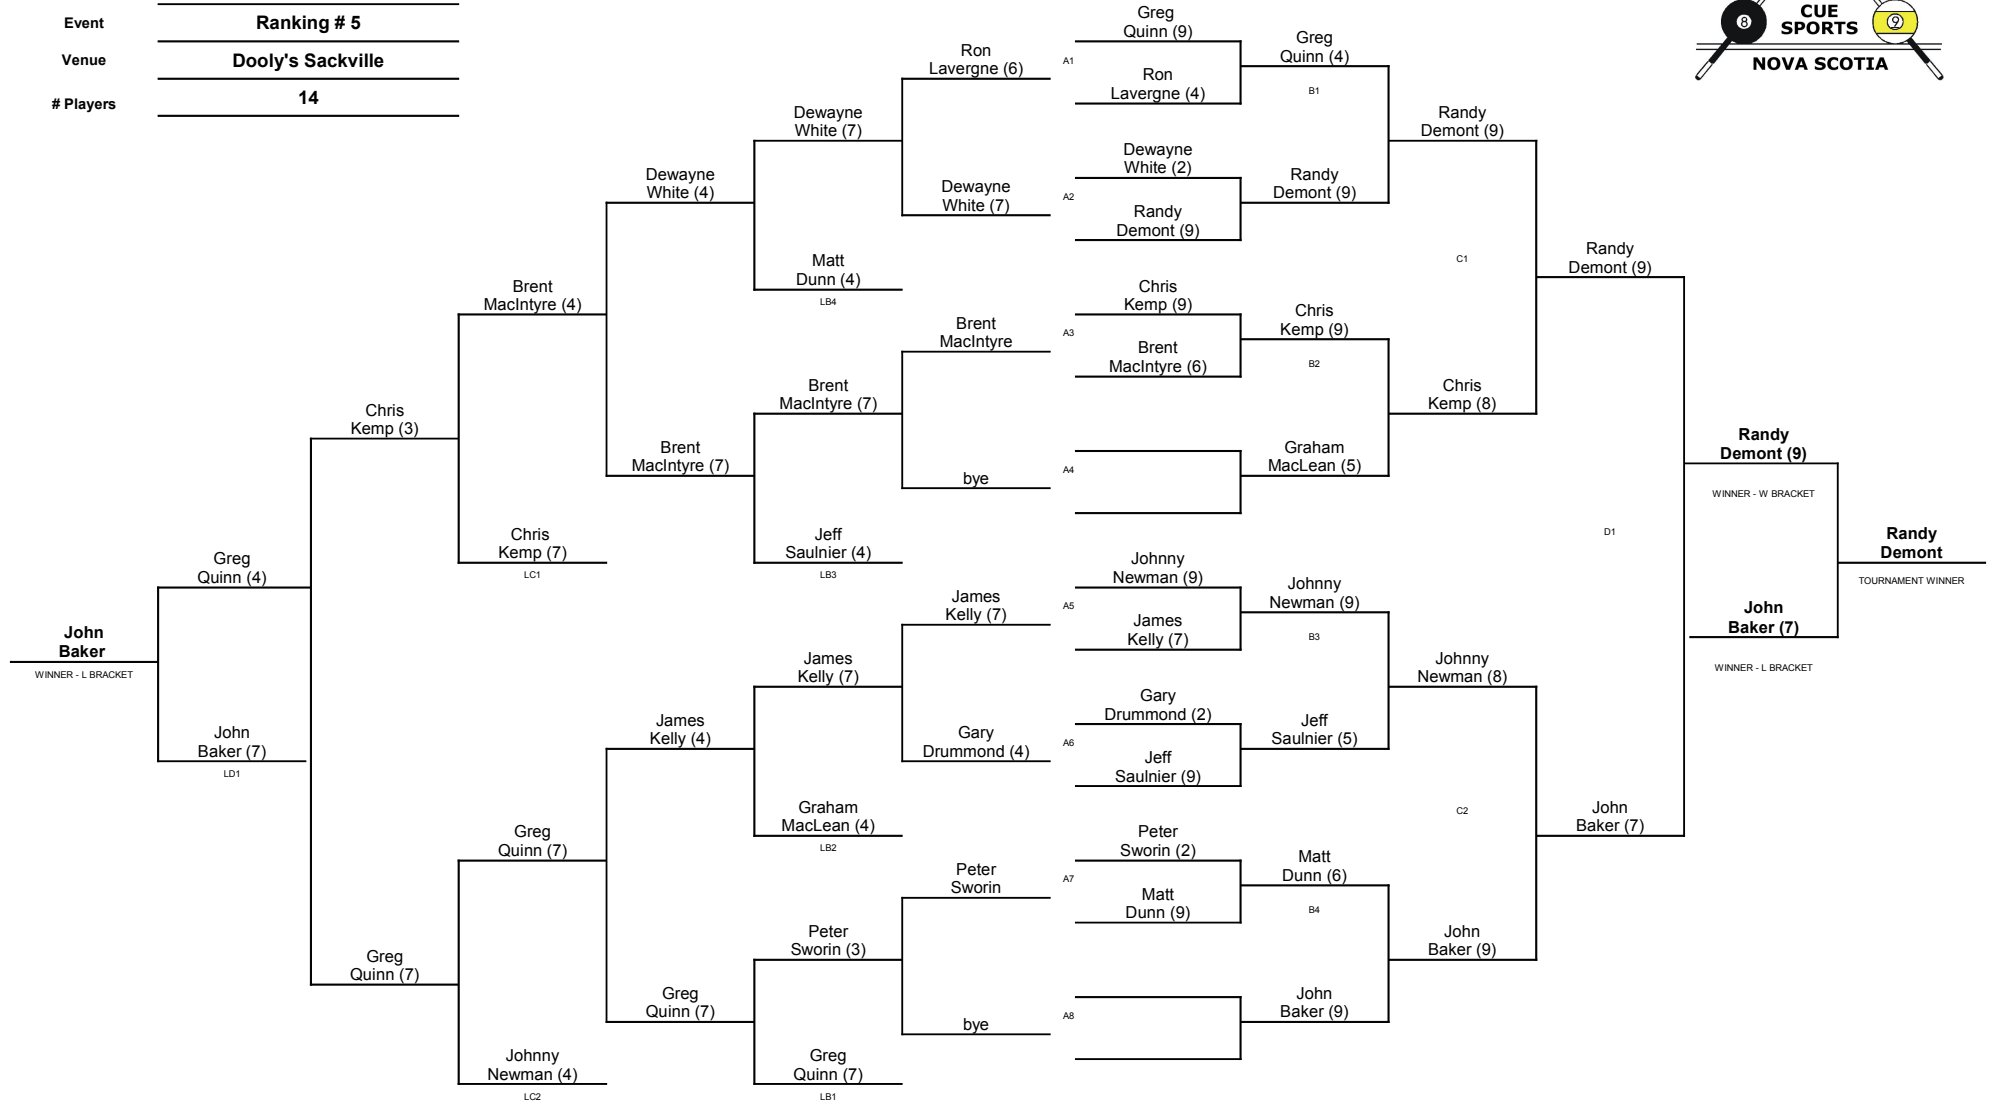 Event
Ranking # 5
Venue
Dooly's Sackville
# Players
14
8
CUE
SPORTS
9
NOVA SCOTIA
John
Baker
WINNER - L BRACKET
Greg
Quinn (4)
John
Baker (7)
LD1
Chris
Kemp (3)
Greg
Quinn (7)
Brent
MacIntyre (4)
Chris
Kemp (7)
LC1
Greg
Quinn (7)
Johnny
Newman (4)
LC2
Dewayne
White (4)
Brent
MacIntyre (7)
James
Kelly (4)
Greg
Quinn (7)
Dewayne
White (7)
Matt
Dunn (4)
LB4
Brent
MacIntyre (7)
Jeff
Saulnier (4)
LB3
James
Kelly (7)
Graham
MacLean (4)
LB2
Peter
Sworin (3)
Greg
Quinn (7)
LB1
Ron
Lavergne (6)
Dewayne
White (7)
Brent
MacIntyre
bye
James
Kelly (7)
Gary
Drummond (4)
Peter
Sworin
bye
A1
A2
A3
A4
A5
A6
A7
A8
Greg
Quinn (9)
Ron
Lavergne (4)
Dewayne
White (2)
Randy
Demont (9)
Chris
Kemp (9)
Brent
MacIntyre (6)
Johnny
Newman (9)
James
Kelly (7)
Gary
Drummond (2)
Jeff
Saulnier (9)
Peter
Sworin (2)
Matt
Dunn (9)
Greg
Quinn (4)
B1
Randy
Demont (9)
Chris
Kemp (9)
B2
Graham
MacLean (5)
Johnny
Newman (9)
B3
Jeff
Saulnier (5)
Matt
Dunn (6)
B4
John
Baker (9)
Randy
Demont (9)
C1
Chris
Kemp (8)
Johnny
Newman (8)
C2
John
Baker (9)
Randy
Demont (9)
D1
John
Baker (7)
Randy
Demont (9)
WINNER - W BRACKET
John
Baker (7)
WINNER - L BRACKET
Randy
Demont
TOURNAMENT WINNER